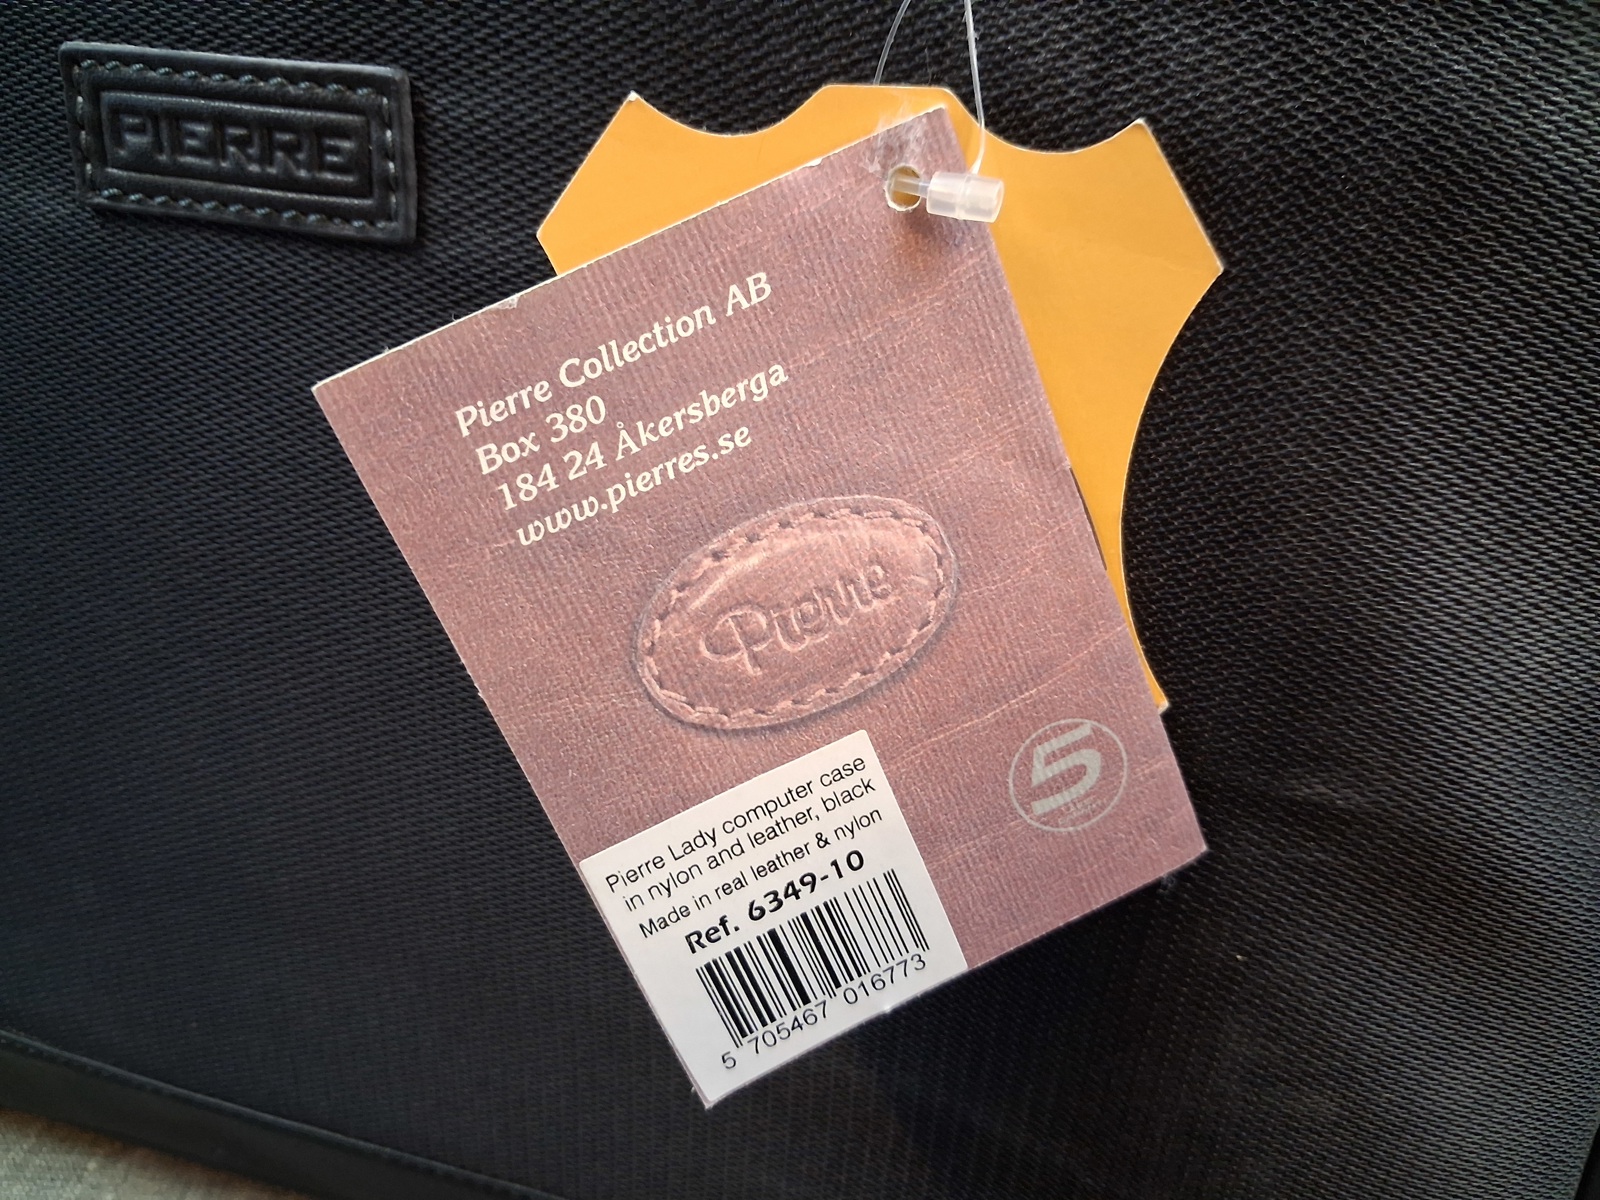 PIERRE
Pierre Collection AB
Box 380
184 24 Åkersberga
www.pierres.se
Pierre
5
Pierre Lady computer case
in nylon and leather, black
Made in real leather & nylon
Ref. 6349-10
5 705467 016773